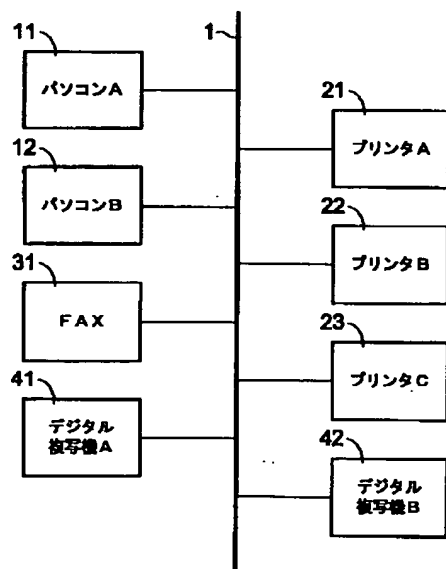 11
1
パソコンA
21
プリンタA
12
パソコンB
22
プリンタB
31
FAX
23
プリンタC
41
デジタル
複写機A
42
デジタル
複写機B